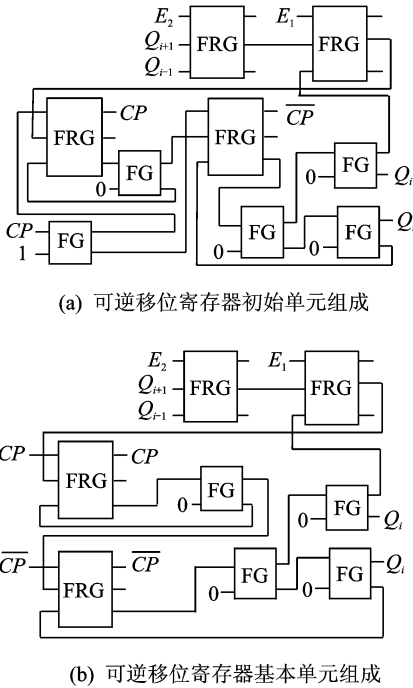 E₂ E₁
Qᵢ₊₁ FRG FRG
Qᵢ₋₁
CP \overline{CP}
FRG FRG
FG FG
0 0 Qᵢ
CP FG FG FG Q
1 0 0
(a) 可逆移位寄存器初始单元组成
E₂ E₁
Qᵢ₊₁ FRG FRG
Qᵢ₋₁
CP CP
FRG FG FG
0 0 Qᵢ
\overline{CP} \overline{CP} Qᵢ
FRG FG FG
0 0
(b) 可逆移位寄存器基本单元组成